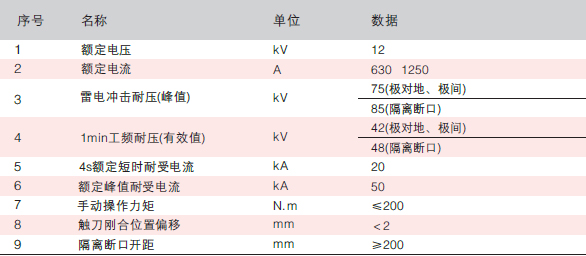 序号 名称 单位 数据
1 额定电压 kV 12
2 额定电流 A 630 1250
3 雷电冲击耐压(峰值) kV 75(极对地、极间)
85(隔离断口)
4 1min工频耐压(有效值) kV 42(极对地、极间)
48(隔离断口)
5 4s额定短时耐受电流 kA 20
6 额定峰值耐受电流 kA 50
7 手动操作力矩 N.m ≤200
8 触刀刚合位置偏移 mm <2
9 隔离断口开距 mm ≥200